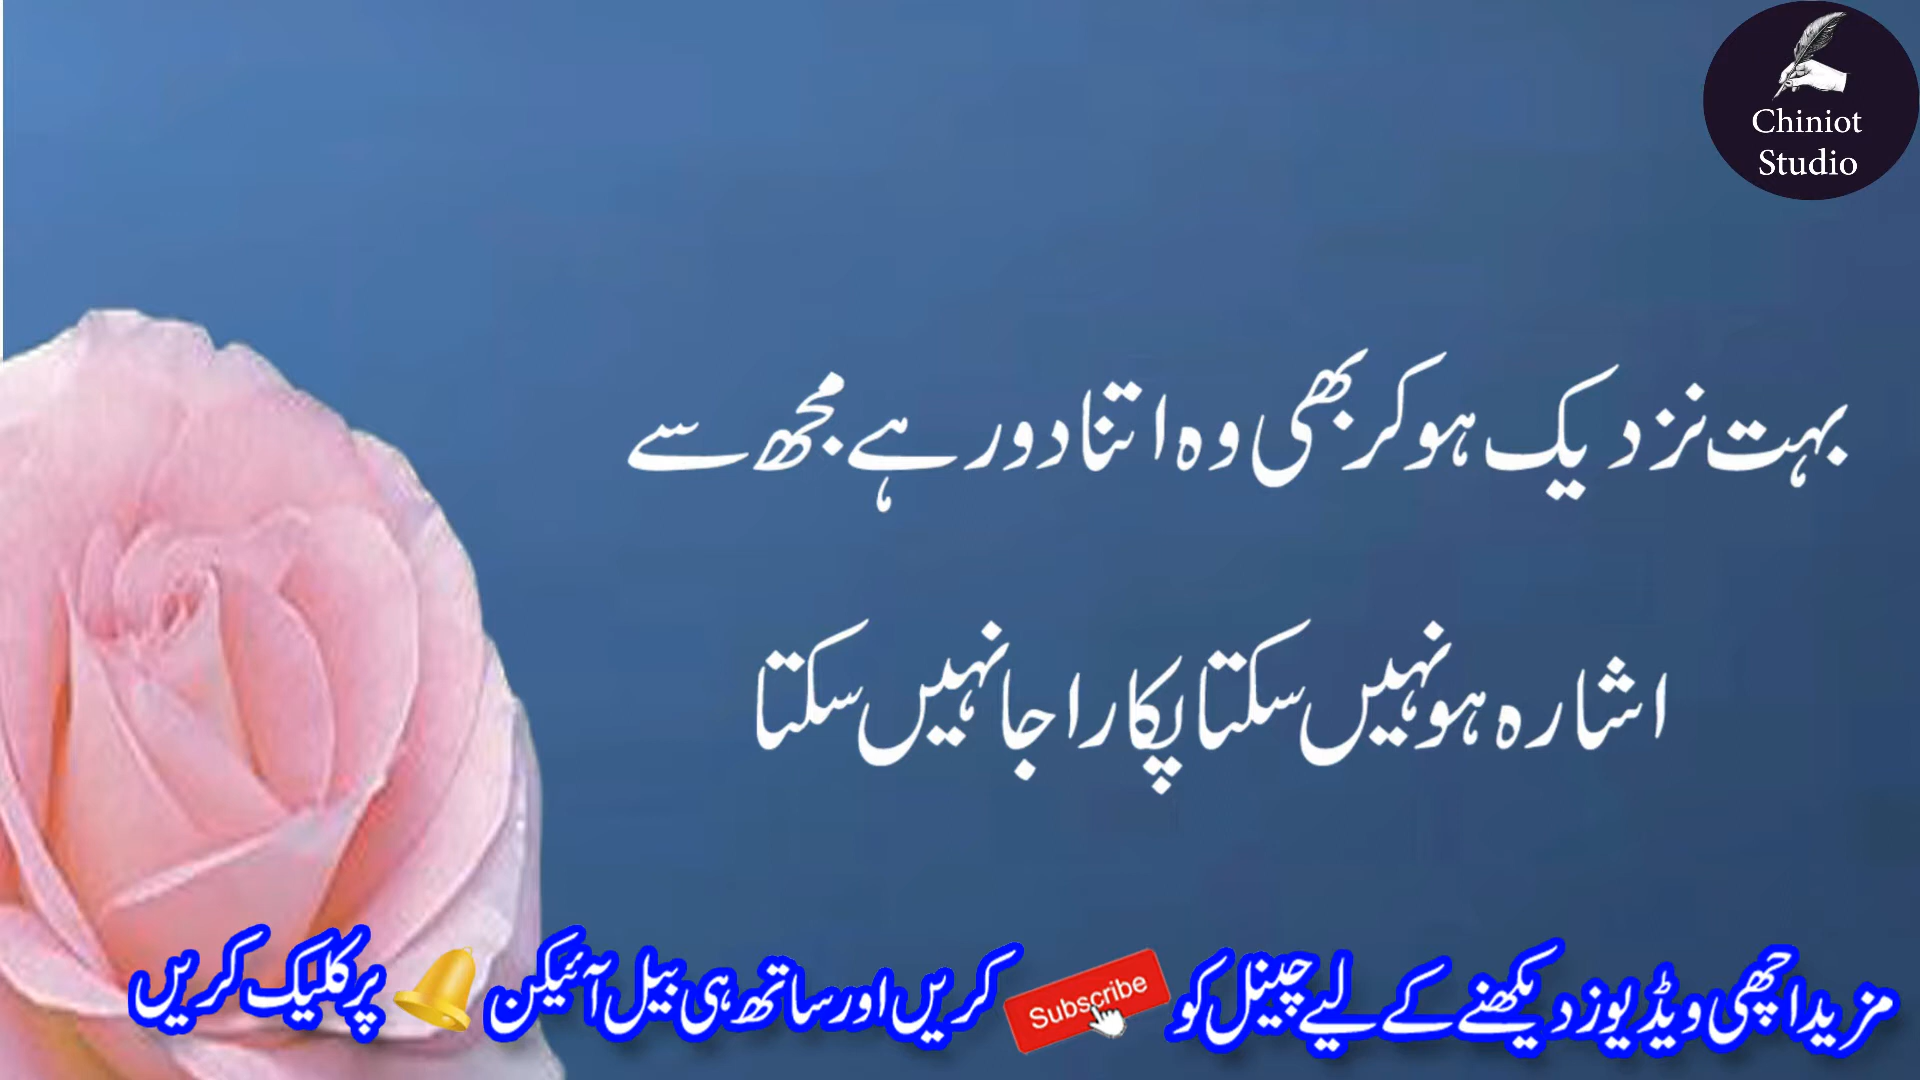 Chiniot
Studio
بہت نزدیک ہو کر بھی وہ اتنا دور ہے مجھ سے
اشارہ ہو نہیں سکتا پکارا جا نہیں سکتا
مزید اچھی ویڈیوز دیکھنے کے لیے چینل کو Subscribe کریں اور ساتھ ہی بیل آئیکن پر کلیک کریں